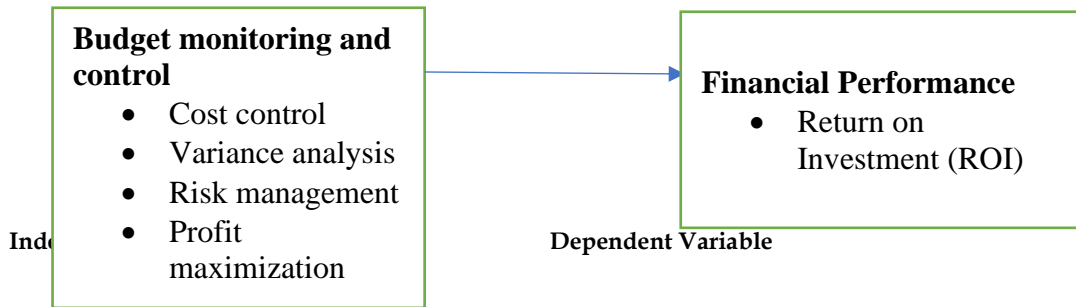 Budget monitoring and
control
• Cost control
• Variance analysis
• Risk management
• Profit
maximization
Financial Performance
• Return on
Investment (ROI)
Dependent Variable